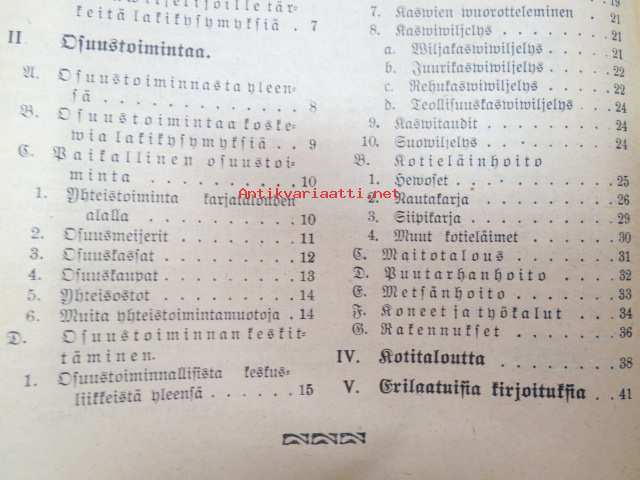 keitä lakikysymyksiä . 7
II Osuustoimintaa.
A. Osuustoiminnasta yleen-
sä . . . . . . . . . . . . . 8
B. Osuustoimintaa koske-
wia lakikysymyksiä . . 9
C. Paikallinen osuustoi-
minta . . . . . . . . . . 10
1. Yhteistoiminta karjatalouden
alalla . . . . . . . . . . 10
2. Osuusmeijerit . . . . . . . 11
3. Osuuskassat . . . . . . . . 12
4. Osuuskaupat . . . . . . . . 13
5. Yhteisostot . . . . . . . . 14
6. Muita yhteistoimintamuotoja . 14
D. Osuustoiminnan keskit-
täminen.
1. Osuustoiminnallisista keskus-
liikkeistä yleensä . . . . . 15
19
7. Kaswien wuorotteleminen . 21
8. Kaswiwiljelys . . . . . . . 21
a. Wiljakaswiwiljelys . . . 21
b. Juurikaswiwiljelys . . . 22
c. Rehukaswiwiljelys . . . 22
d. Teollisuuskaswiwiljelys . 24
9. Kaswitaudit . . . . . . . . 24
10. Suowiljelys . . . . . . . . 24
B. Kotieläinhoito
1. Hewoset . . . . . . . . . . 25
2. Nautakarja . . . . . . . . 26
3. Siipikarja . . . . . . . . 29
4. Muut kotieläimet . . . . . 30
C. Maitotalous . . . . . . . 31
D. Puutarhanhoito . . . . . . 32
E. Metsänhoito . . . . . . . 33
F. Koneet ja työkalut . . . . 34
G. Rakennukset . . . . . . . 36
IV. Kotitaloutta . . . . . . . 38
V. Erilaatuisia kirjoituksia . . 41
Antikvariaatti.net